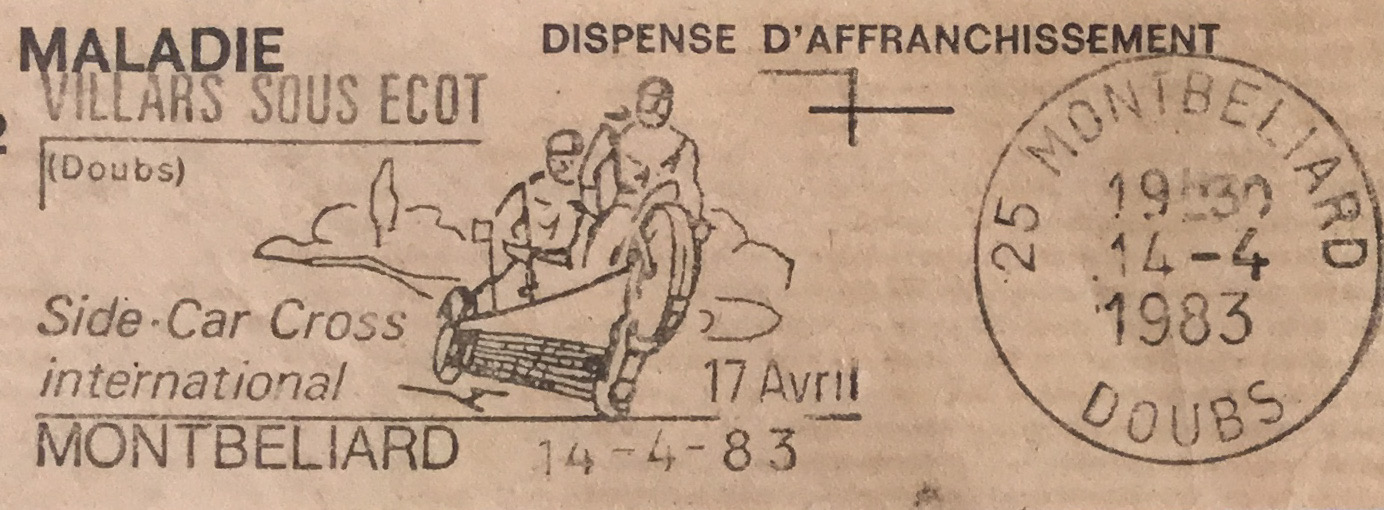 MALADIE
DISPENSE D'AFFRANCHISSEMENT
VILLARS SOUS ECOT
(Doubs)
Side-Car Cross
international
17 Avril
MONTBELIARD
14-4-83
25 MONTBELIARD
19H30
14-4
1983
DOUBS